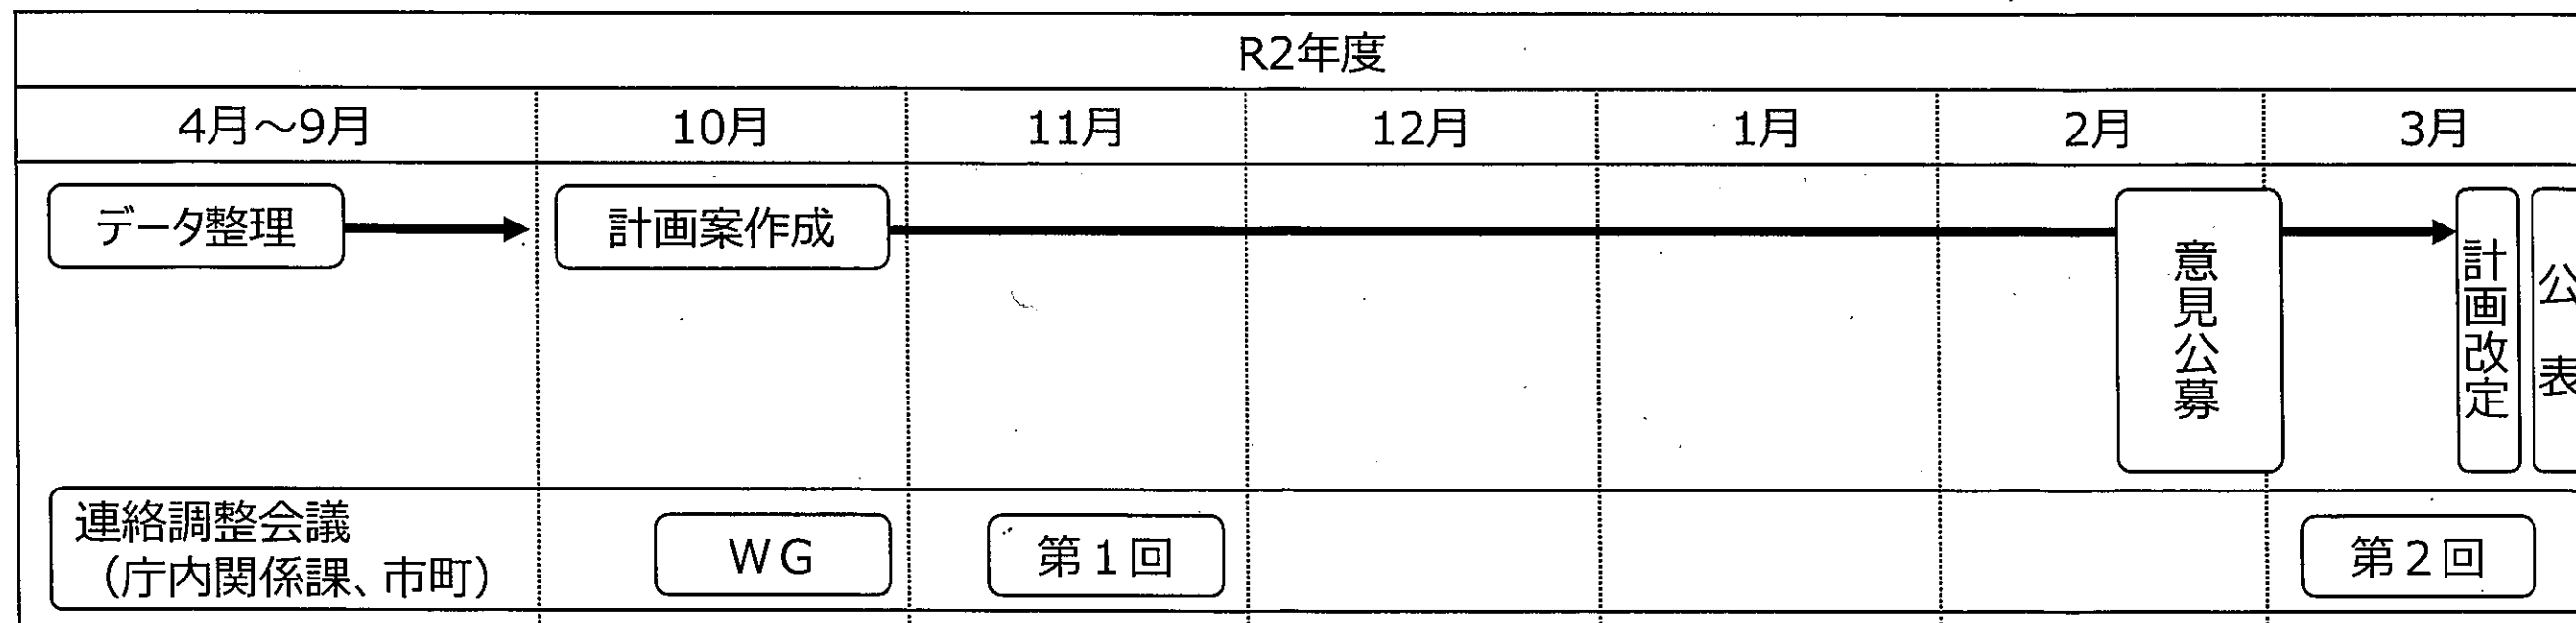 R2年度
4月～9月 10月 11月 12月 1月 2月 3月
データ整理 計画案作成
意見公募
計画改定
公表
連絡調整会議
（庁内関係課、市町）
ＷＧ 第１回 第２回